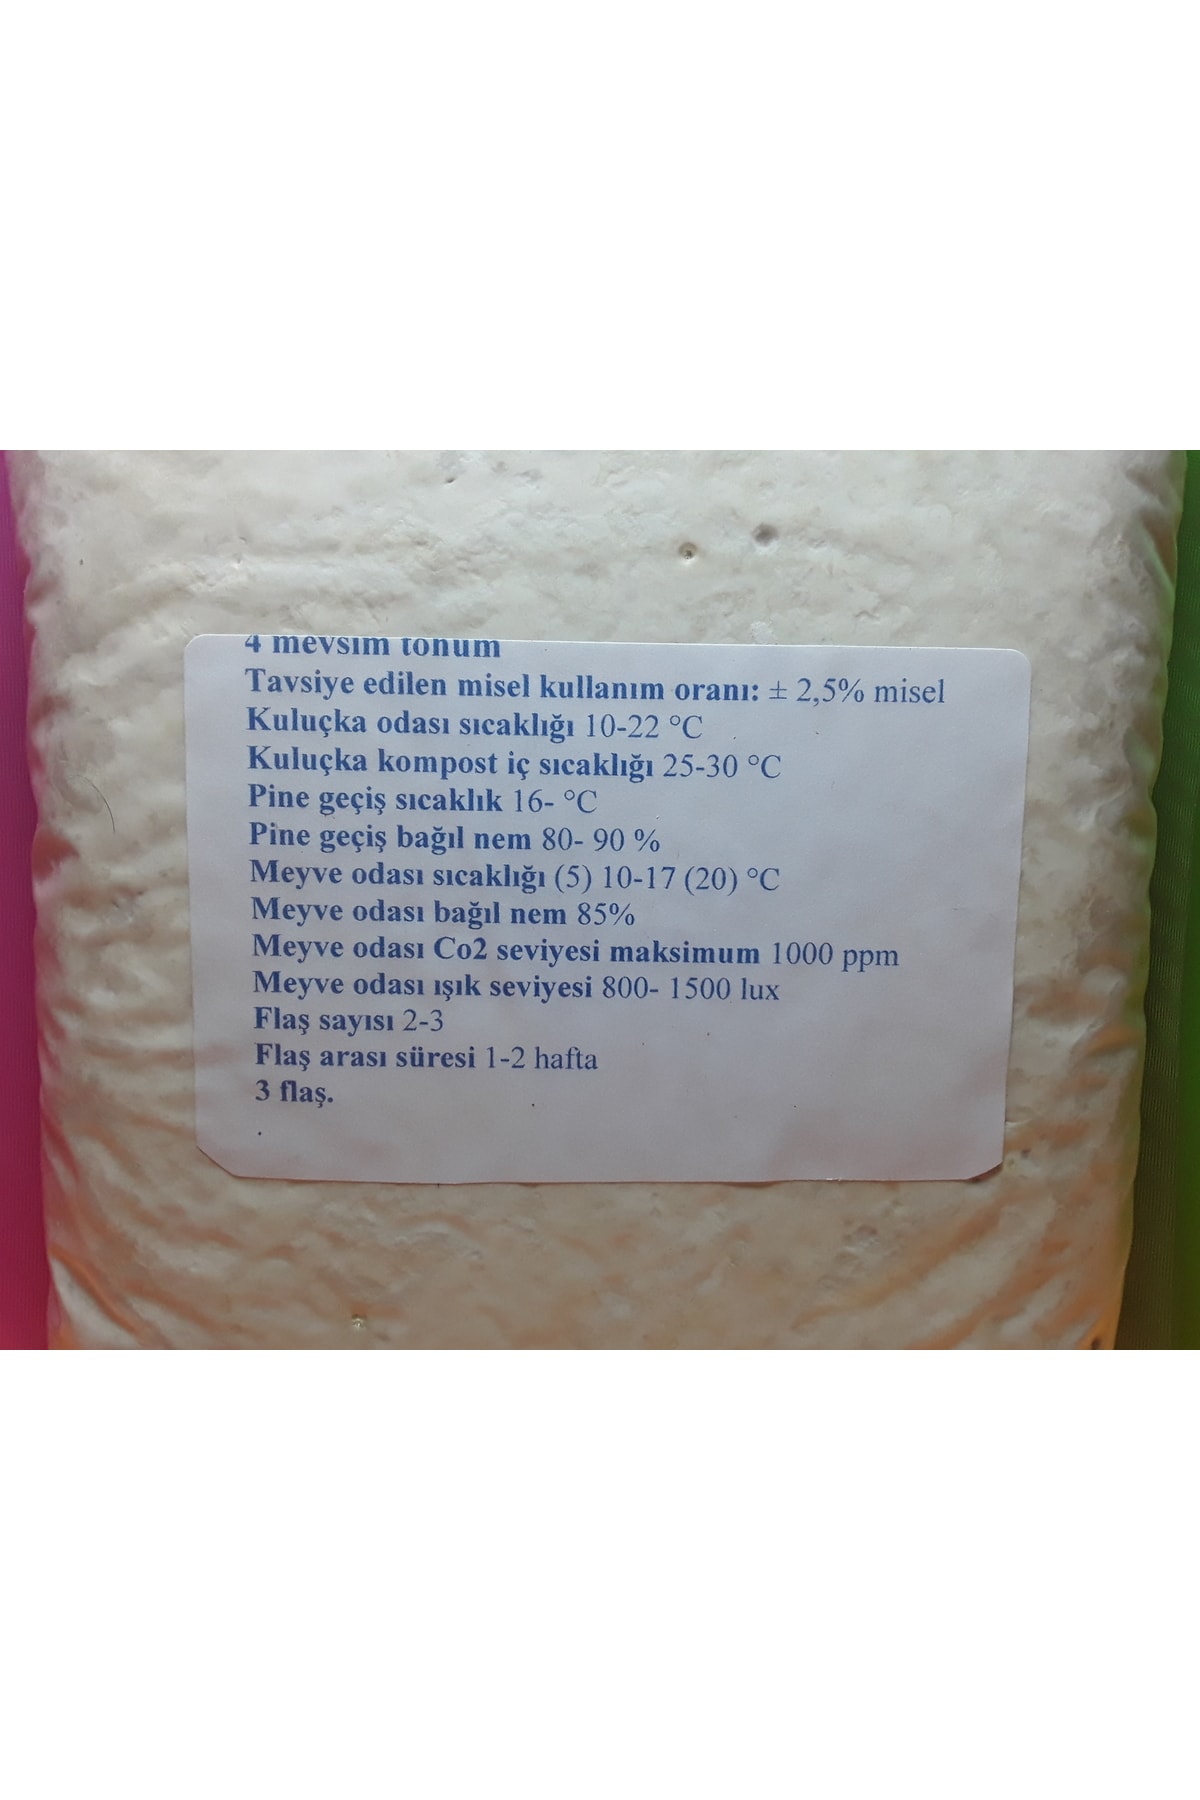 4 mevsim tohum
Tavsiye edilen misel kullanım oranı: ± 2,5% misel
Kuluçka odası sıcaklığı 10-22 °C
Kuluçka kompost iç sıcaklığı 25-30 °C
Pine geçiş sıcaklık 16- °C
Pine geçiş bağıl nem 80- 90 %
Meyve odası sıcaklığı (5) 10-17 (20) °C
Meyve odası bağıl nem 85%
Meyve odası Co2 seviyesi maksimum 1000 ppm
Meyve odası ışık seviyesi 800- 1500 lux
Flaş sayısı 2-3
Flaş arası süresi 1-2 hafta
3 flaş.